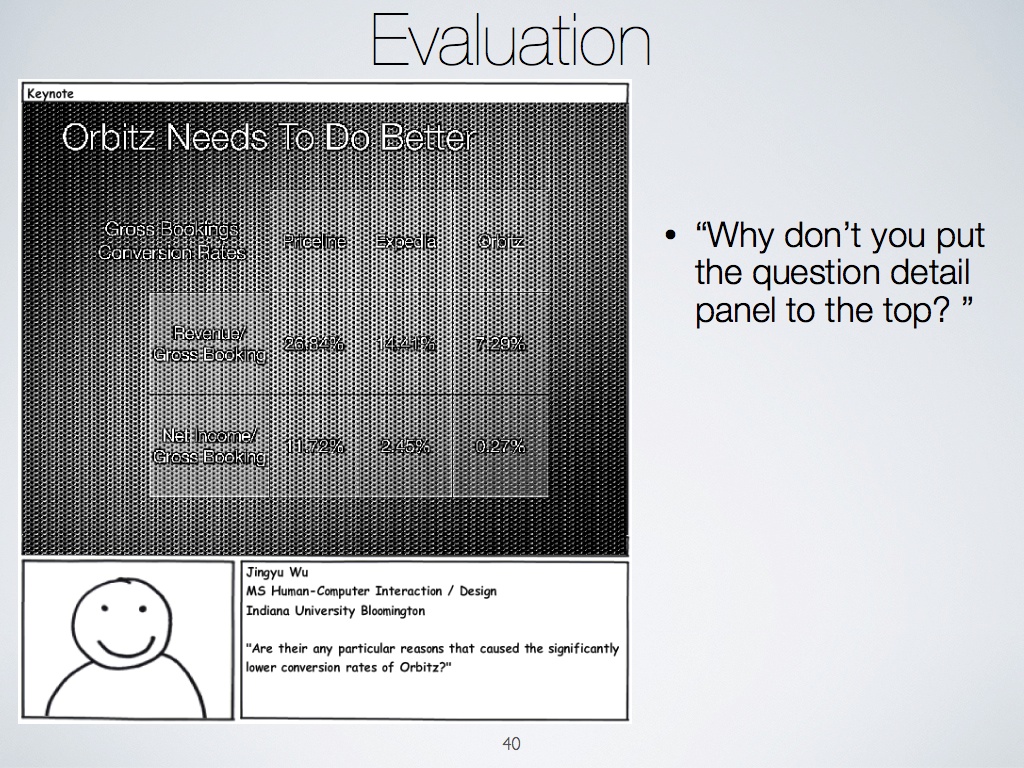 Evaluation
Keynote
Orbitz Needs To Do Better
Gross Bookings
Conversion Rates
Priceline Expedia Orbitz
Revenue/
Gross Booking
26.84% 14.41% 7.29%
Net Income/
Gross Booking
11.72% 2.45% 0.27%
Jingyu Wu
MS Human-Computer Interaction / Design
Indiana University Bloomington
"Are their any particular reasons that caused the significantly
lower conversion rates of Orbitz?"
• “Why don’t you put
the question detail
panel to the top? ”
40